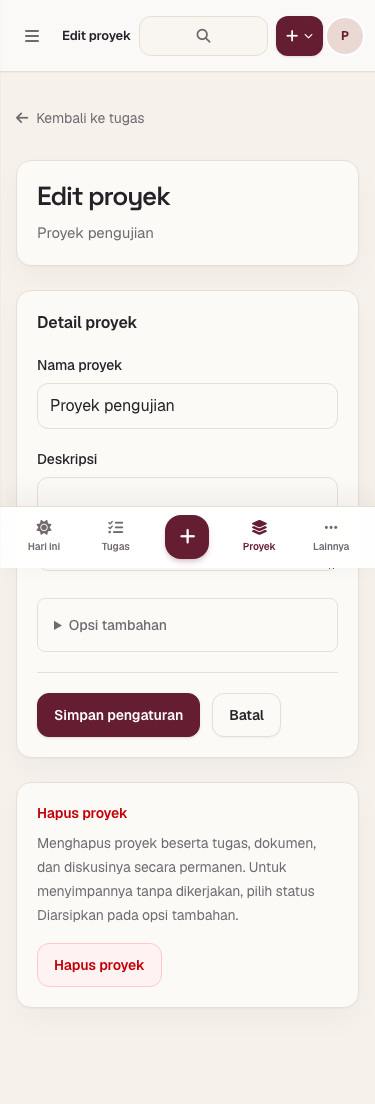 Edit proyek
P
Kembali ke tugas
Edit proyek
Proyek pengujian
Detail proyek
Nama proyek
Proyek pengujian
Deskripsi
Hari ini
Tugas
Proyek
Lainnya
Opsi tambahan
Simpan pengaturan
Batal
Hapus proyek
Menghapus proyek beserta tugas, dokumen,
dan diskusinya secara permanen. Untuk
menyimpannya tanpa dikerjakan, pilih status
Diarsipkan pada opsi tambahan.
Hapus proyek